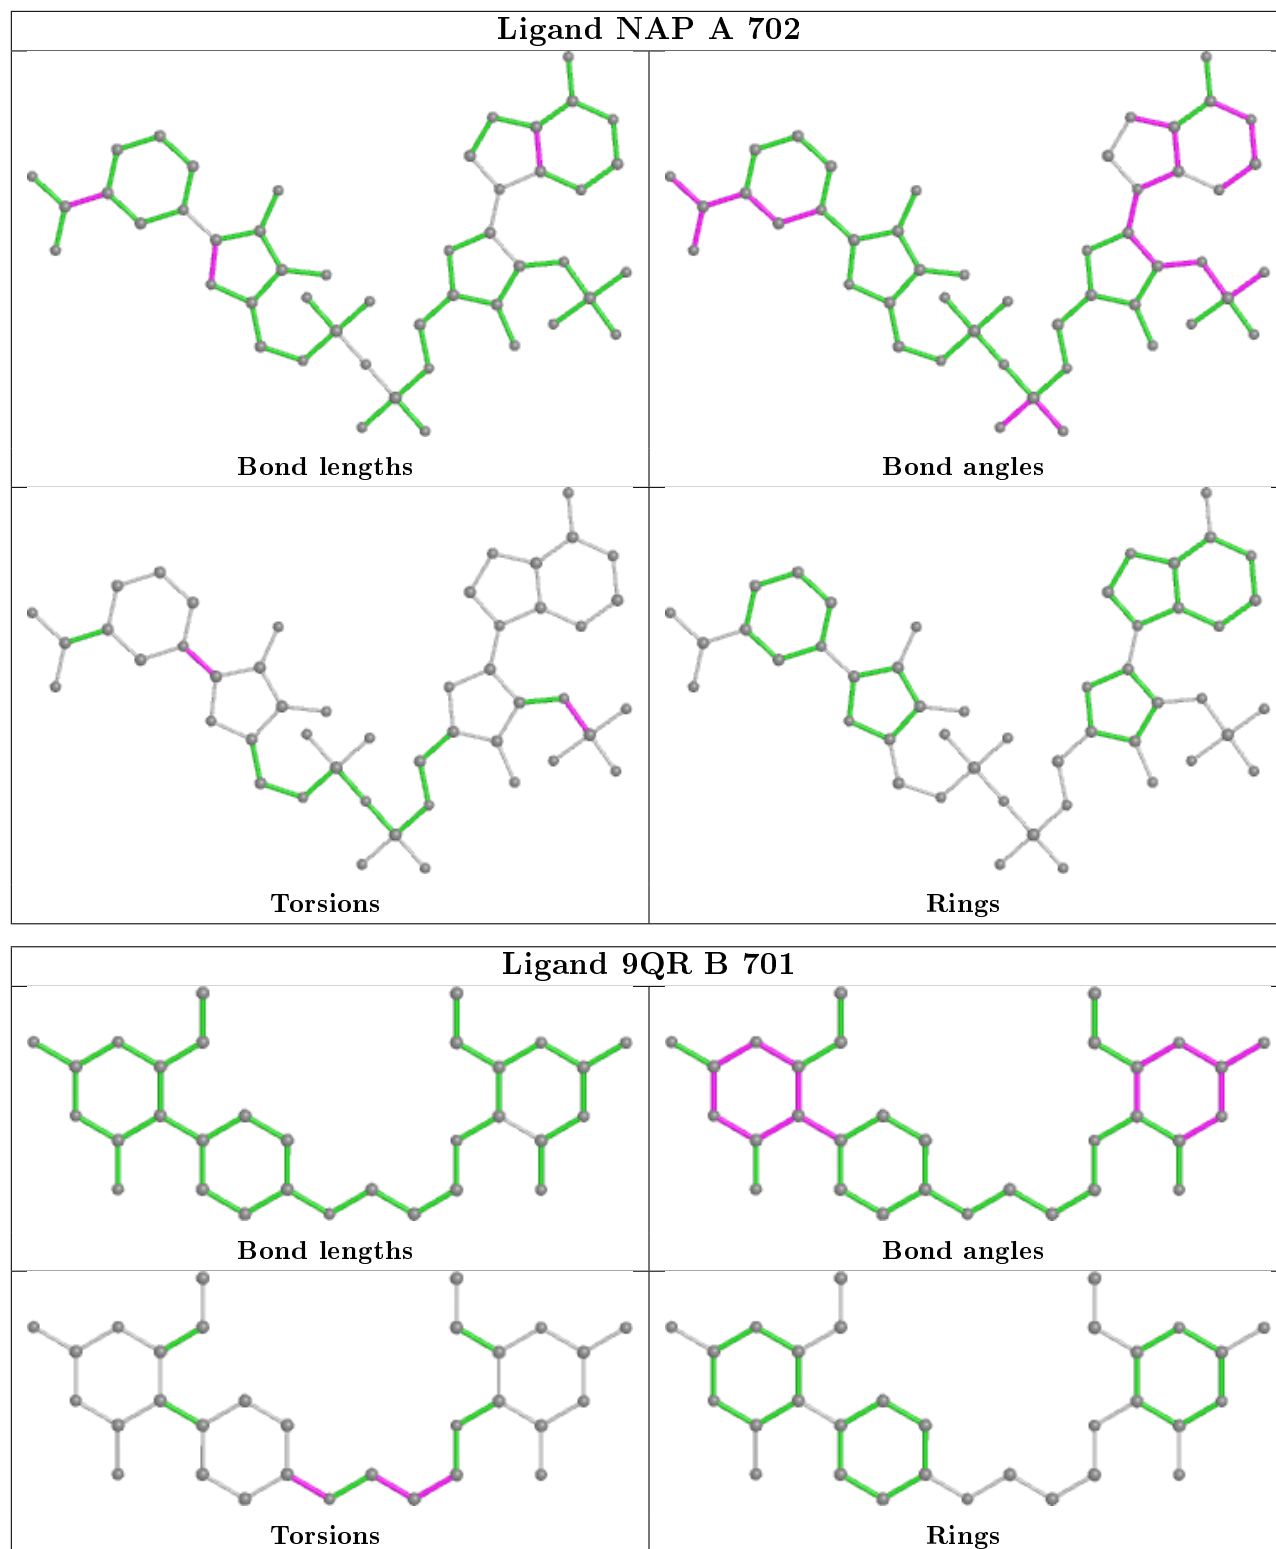 Ligand NAP A 702
Bond lengths
Bond angles
Torsions
Rings
Ligand 9QR B 701
Bond lengths
Bond angles
Torsions
Rings